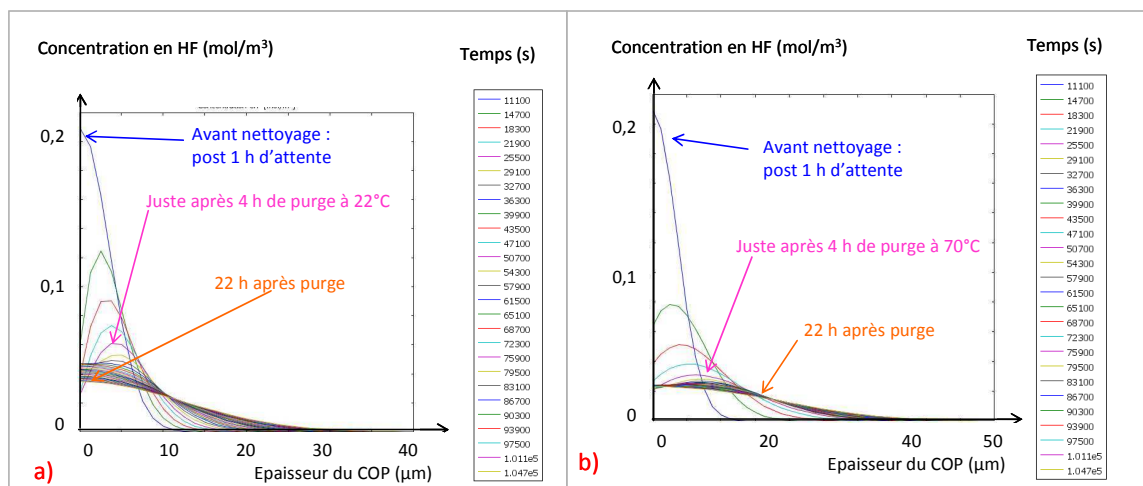 Concentration en HF (mol/m³)
Temps (s)
0,2
0,1
0
Avant nettoyage :
post 1 h d'attente
Juste après 4 h de purge à 22°C
22 h après purge
0 10 20 30 40
Epaisseur du COP (µm)
a)
11100
14700
18300
21900
25500
29100
32700
36300
39900
43500
47100
50700
54300
57900
61500
65100
68700
72300
75900
79500
83100
86700
90300
93900
97500
1.011e5
1.047e5
Concentration en HF (mol/m³)
Temps (s)
0,2
0,1
0
Avant nettoyage :
post 1 h d'attente
Juste après 4 h de purge à 70°C
22 h après purge
0 20 40 50
Epaisseur du COP (µm)
b)
11100
14700
18300
21900
25500
29100
32700
36300
39900
43500
47100
50700
54300
57900
61500
65100
68700
72300
75900
79500
83100
86700
90300
93900
97500
1.011e5
1.047e5